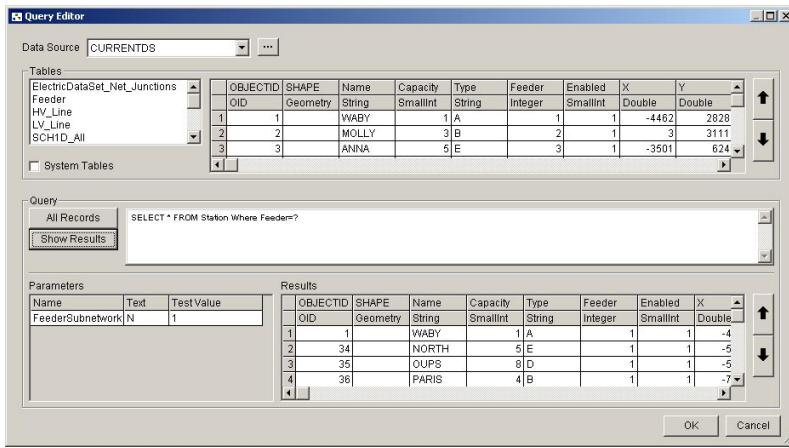 Query Editor
Data Source CURRENTDS ...
Tables
ElectricDataSet_Net_Junctions
Feeder
HV_Line
LV_Line
SCH1D_All
System Tables
OBJECTID SHAPE Name Capacity Type Feeder Enabled X Y
OID Geometry String SmallInt String Integer SmallInt Double Double
1 1 WABY 1 A 1 1 -4462 2828
2 2 MOLLY 3 B 2 1 3 3111
3 3 ANNA 5 E 3 1 -3501 624
Query
All Records
Show Results
SELECT * FROM Station Where Feeder=?
Parameters
Name Text Test Value
FeederSubnetwork N 1
Results
OBJECTID SHAPE Name Capacity Type Feeder Enabled X
OID Geometry String SmallInt String Integer SmallInt Double
1 1 WABY 1 A 1 1 -4
2 34 NORTH 5 E 1 1 -5
3 35 OUPS 8 D 1 1 -5
4 36 PARIS 4 B 1 1 -7
OK Cancel